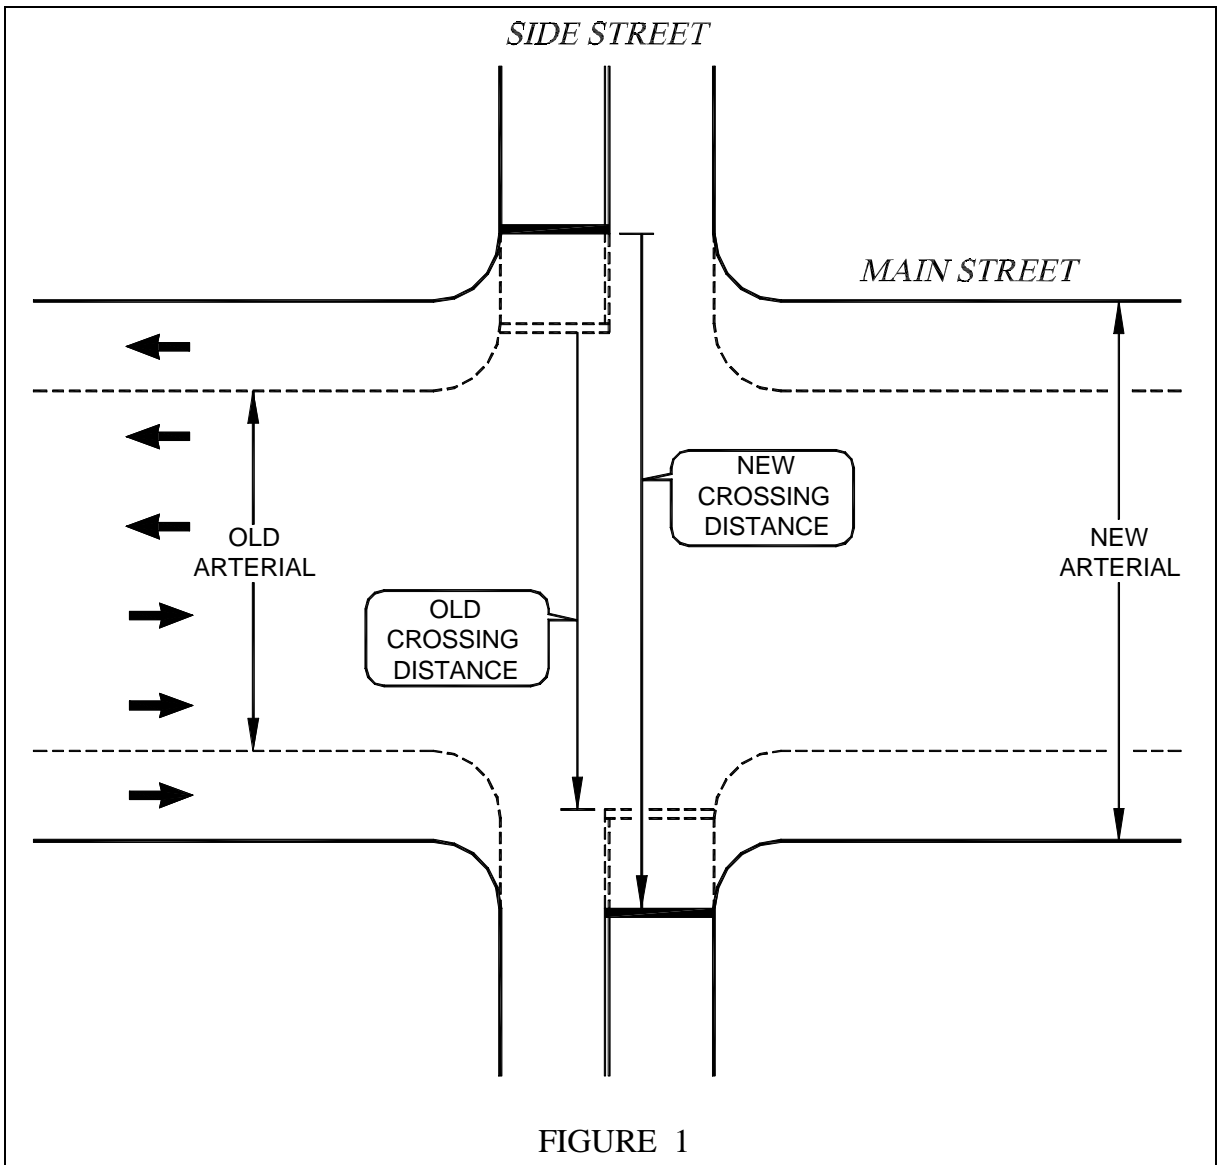 SIDE STREET
MAIN STREET
NEW
CROSSING
DISTANCE
OLD
ARTERIAL
NEW
ARTERIAL
OLD
CROSSING
DISTANCE
FIGURE 1